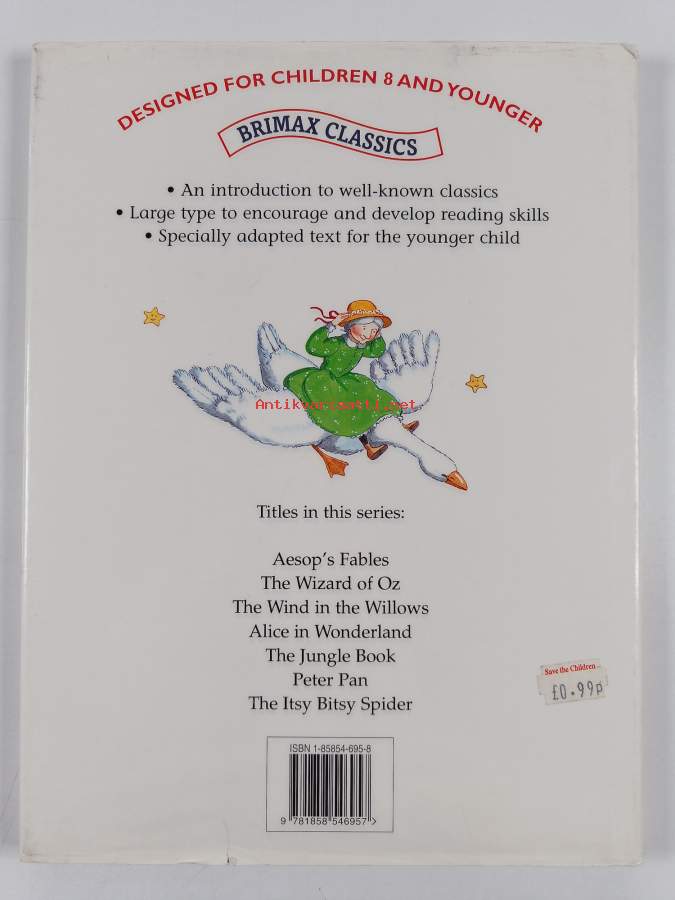 DESIGNED FOR CHILDREN 8 AND YOUNGER
BRIMAX CLASSICS
• An introduction to well-known classics
• Large type to encourage and develop reading skills
• Specially adapted text for the younger child
Antikvariaatti.net
Titles in this series:
Aesop's Fables
The Wizard of Oz
The Wind in the Willows
Alice in Wonderland
The Jungle Book
Peter Pan
The Itsy Bitsy Spider
Save the Children
£0.99p
ISBN 1-85854-695-8
9 781858 546957 >